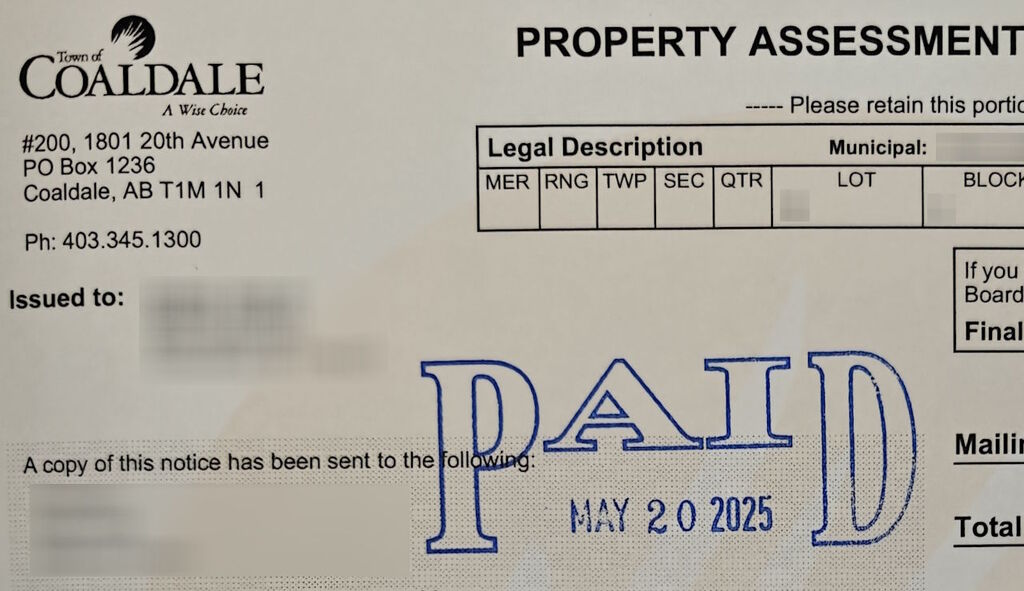 Town of
COALDALE
A Wise Choice
#200, 1801 20th Avenue
PO Box 1236
Coaldale, AB T1M 1N 1
Ph: 403.345.1300
PROPERTY ASSESSMENT
----- Please retain this portio
Legal Description Municipal:
MER RNG TWP SEC QTR LOT BLOCK
If you
Board
Final
Issued to:
PAID
MAY 20 2025
A copy of this notice has been sent to the following:
Mailin
Total